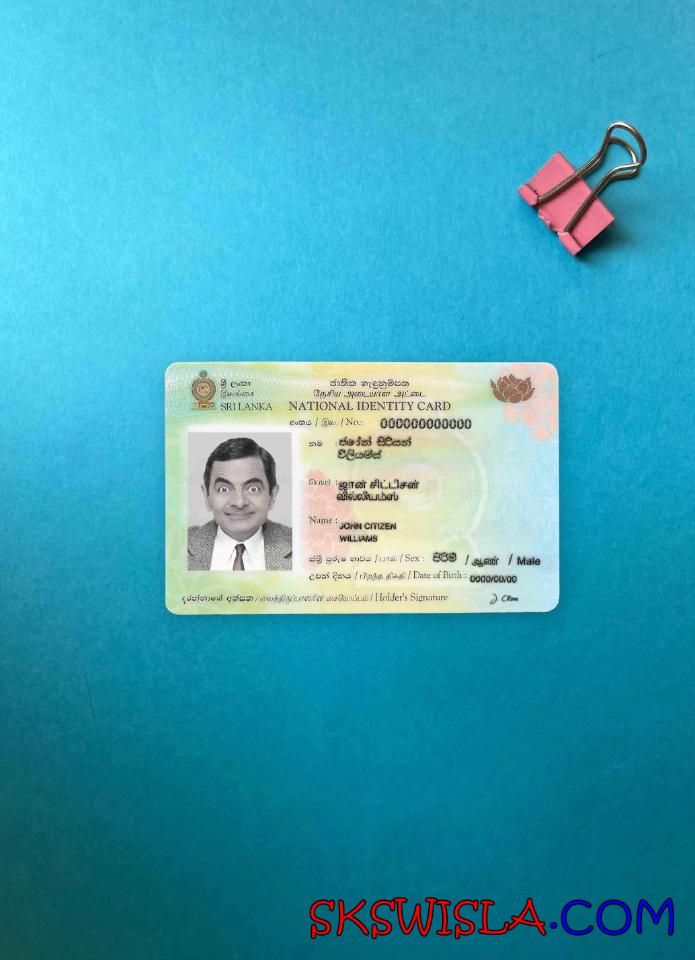 ශ්‍රී ලංකා
இலங்கை
SRI LANKA
ජාතික හැඳුනුම්පත
தேசிய அடையாள அட்டை
NATIONAL IDENTITY CARD
අංකය / இல. / No.: 000000000000
නම : ජෝන් සිටිසන්
විලියම්ස්
பெயர் : ஜான் சிட்டிசன்
வில்லியம்ஸ்
Name : JOHN CITIZEN
WILLIAMS
ස්ත්‍රී පුරුෂ භාවය / பால் / Sex : පිරිමි / ஆண் / Male
උපන් දිනය / பிறந்த திகதி / Date of Birth : 0000/00/00
දරන්නාගේ අත්සන / வைத்திருப்பாளரின் கையொப்பம் / Holder's Signature
SKSWISLA.COM